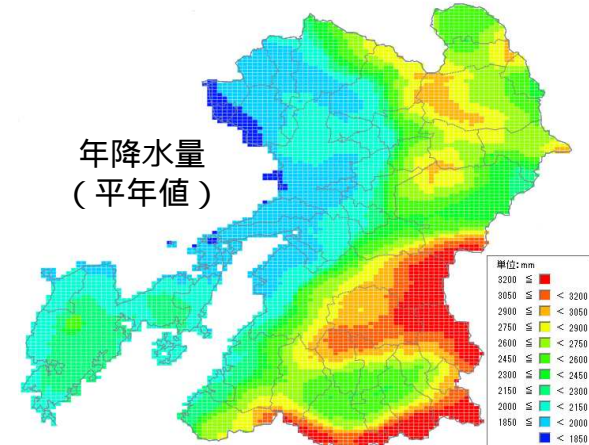 年降水量
（平年値）
単位:mm
3200 ≦
3050 ≦ < 3200
2900 ≦ < 3050
2750 ≦ < 2900
2600 ≦ < 2750
2450 ≦ < 2600
2300 ≦ < 2450
2150 ≦ < 2300
2000 ≦ < 2150
1850 ≦ < 2000
< 1850